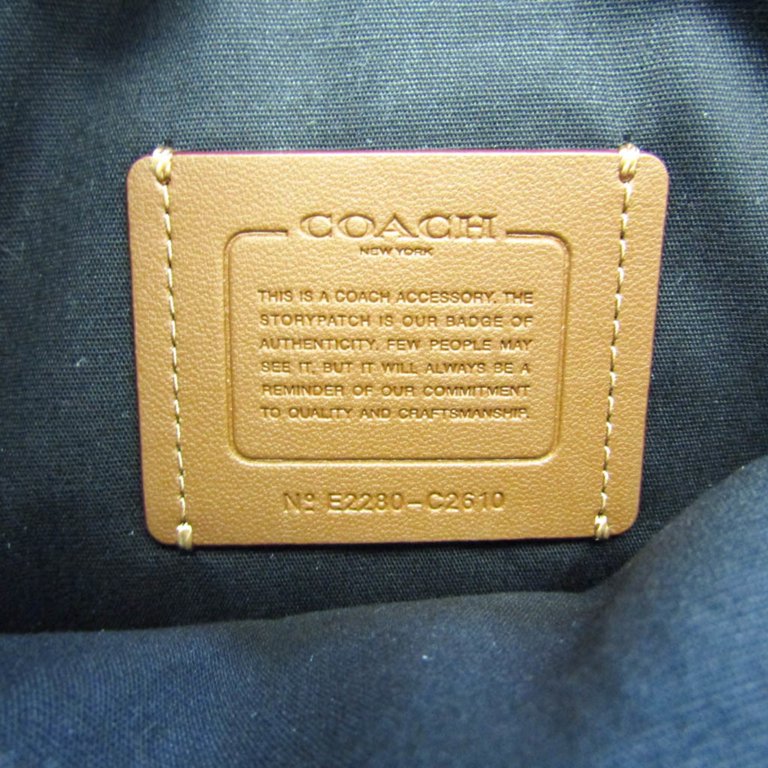 COACH
NEW YORK
THIS IS A COACH ACCESSORY. THE
STORYPATCH IS OUR BADGE OF
AUTHENTICITY. FEW PEOPLE MAY
SEE IT, BUT IT WILL ALWAYS BE A
REMINDER OF OUR COMMITMENT
TO QUALITY AND CRAFTSMANSHIP.
Nº E2280-C2610